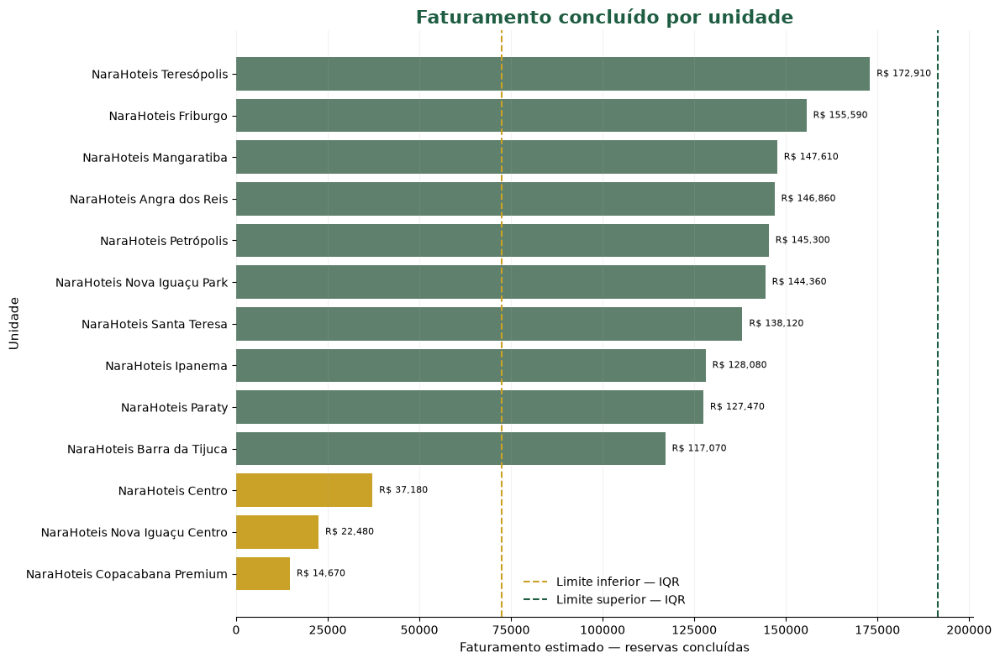 Faturamento concluído por unidade
NaraHoteis Teresópolis
R$ 172,910
NaraHoteis Friburgo
R$ 155,590
NaraHoteis Mangaratiba
R$ 147,610
NaraHoteis Angra dos Reis
R$ 146,860
NaraHoteis Petrópolis
R$ 145,300
NaraHoteis Nova Iguaçu Park
R$ 144,360
NaraHoteis Santa Teresa
R$ 138,120
NaraHoteis Ipanema
R$ 128,080
NaraHoteis Paraty
R$ 127,470
NaraHoteis Barra da Tijuca
R$ 117,070
NaraHoteis Centro
R$ 37,180
NaraHoteis Nova Iguaçu Centro
R$ 22,480
NaraHoteis Copacabana Premium
R$ 14,670
Unidade
Limite inferior — IQR
Limite superior — IQR
0 25000 50000 75000 100000 125000 150000 175000 200000
Faturamento estimado — reservas concluídas